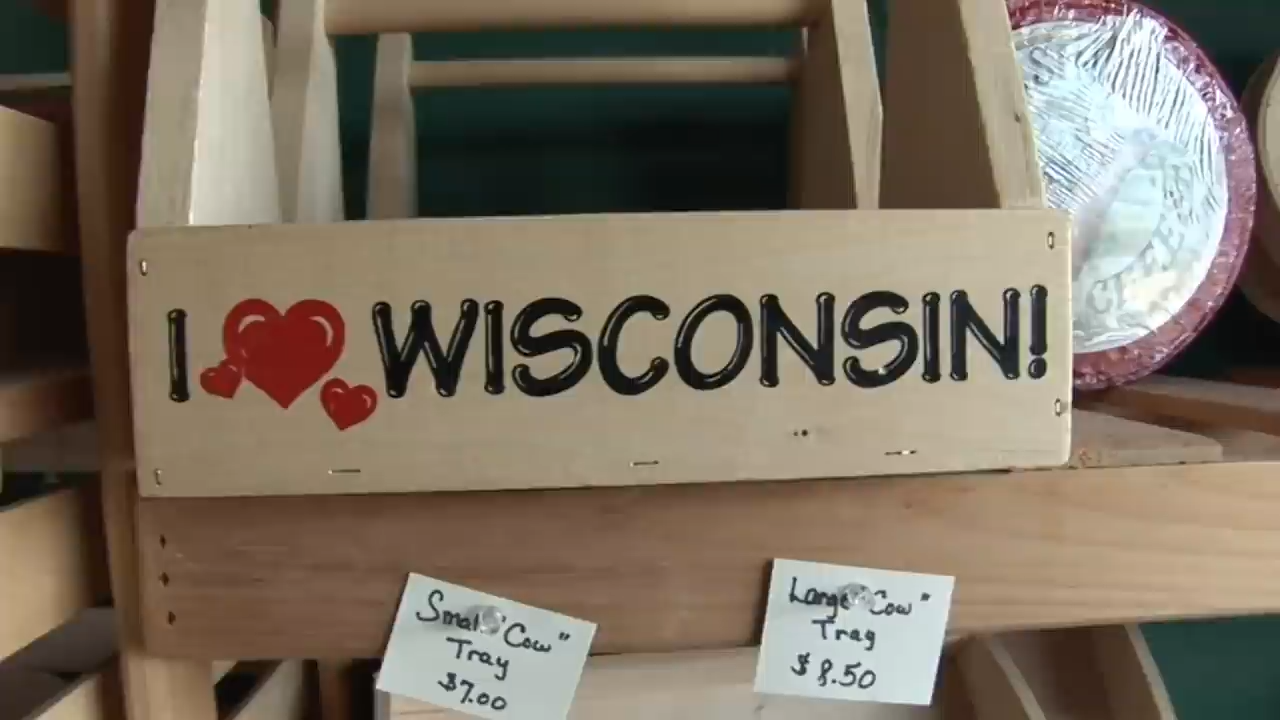 I WISCONSIN!
Small "Cow"
Tray
$7.00
Large "Cow"
Tray
$8.50